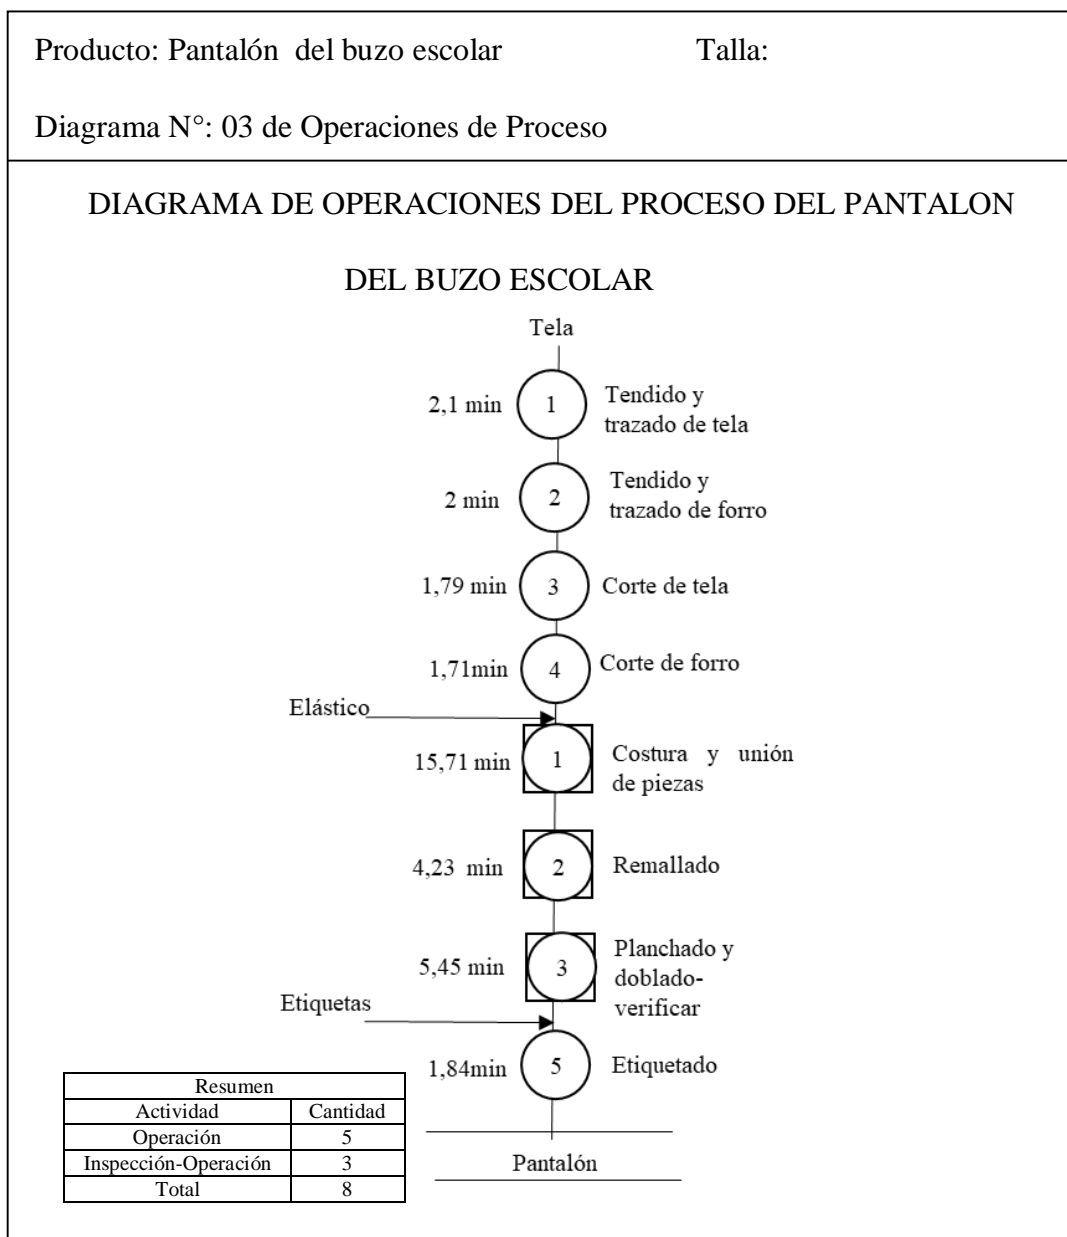 Producto: Pantalón del buzo escolar Talla:
Diagrama N°: 03 de Operaciones de Proceso
DIAGRAMA DE OPERACIONES DEL PROCESO DEL PANTALON
DEL BUZO ESCOLAR
Tela
2,1 min 1 Tendido y
trazado de tela
2 min 2 Tendido y
trazado de forro
1,79 min 3 Corte de tela
1,71min 4 Corte de forro
Elástico
15,71 min 1 Costura y unión
de piezas
4,23 min 2 Remallado
5,45 min 3 Planchado y
doblado-
verificar
Etiquetas
1,84min 5 Etiquetado
Pantalón
Resumen
Actividad Cantidad
Operación 5
Inspección-Operación 3
Total 8